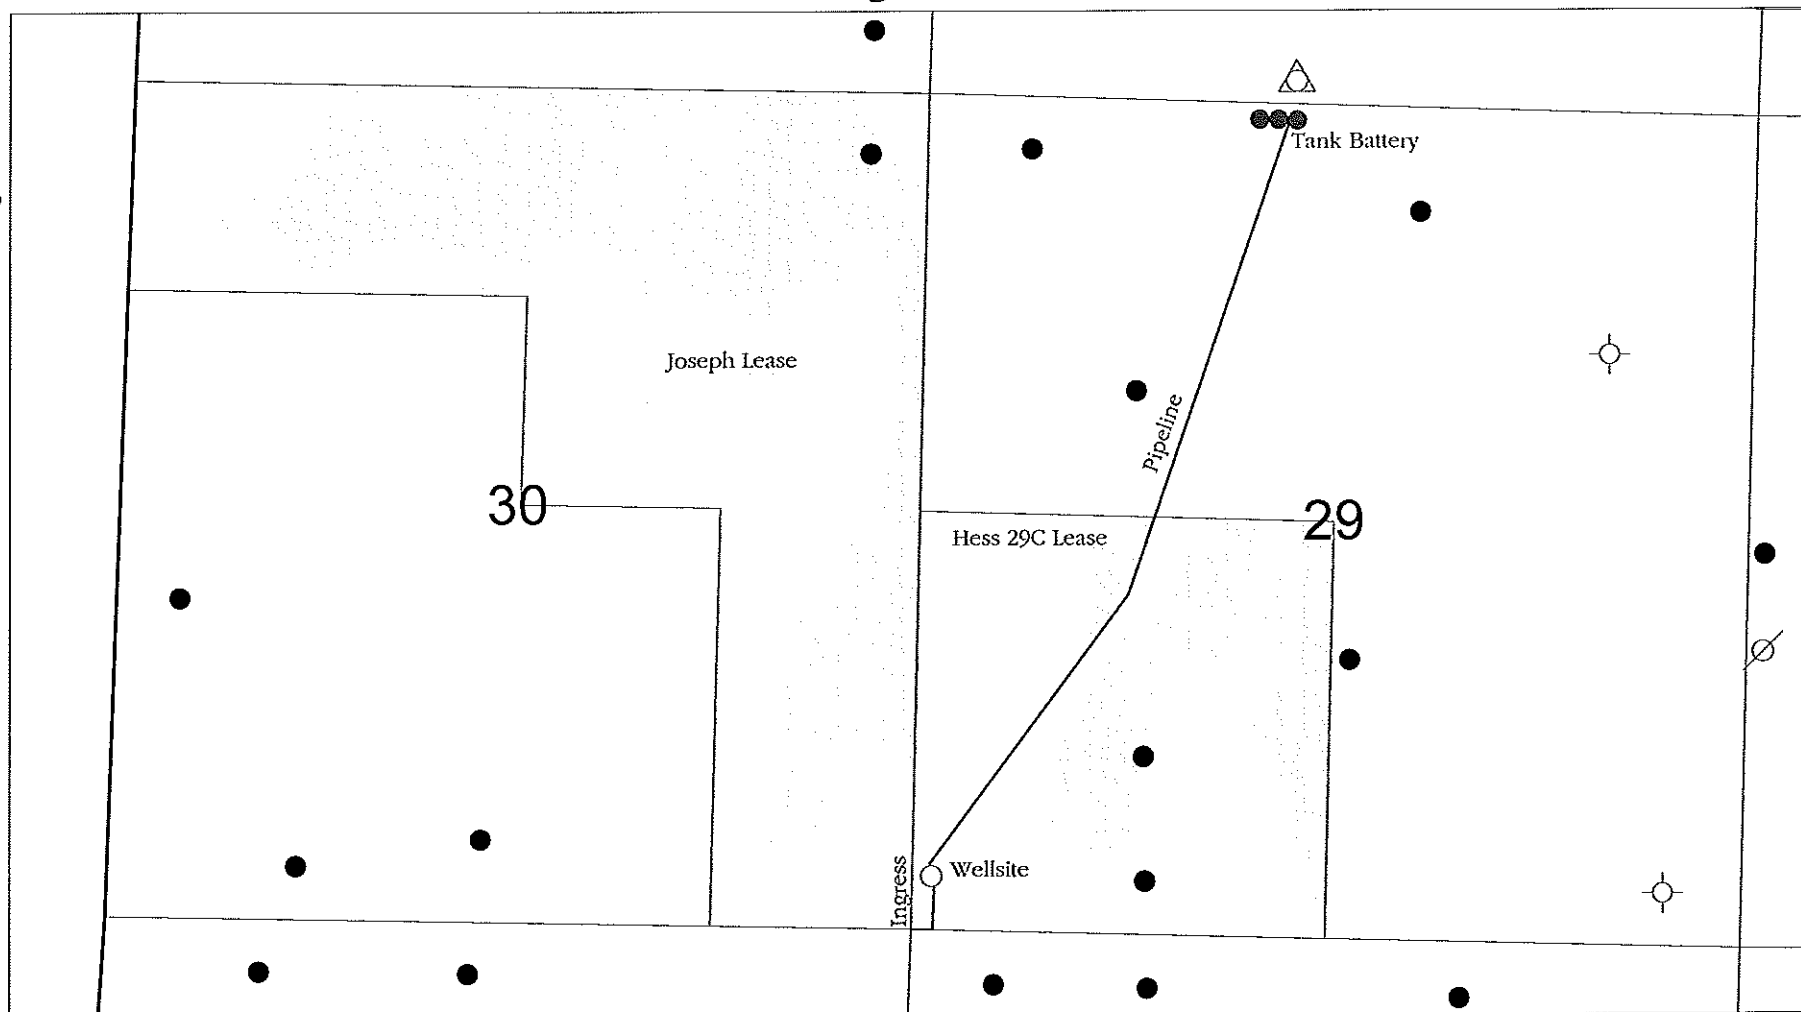 Tank Battery
Joseph Lease
Pipeline
30
29
Hess 29C Lease
Wellsite
Ingress